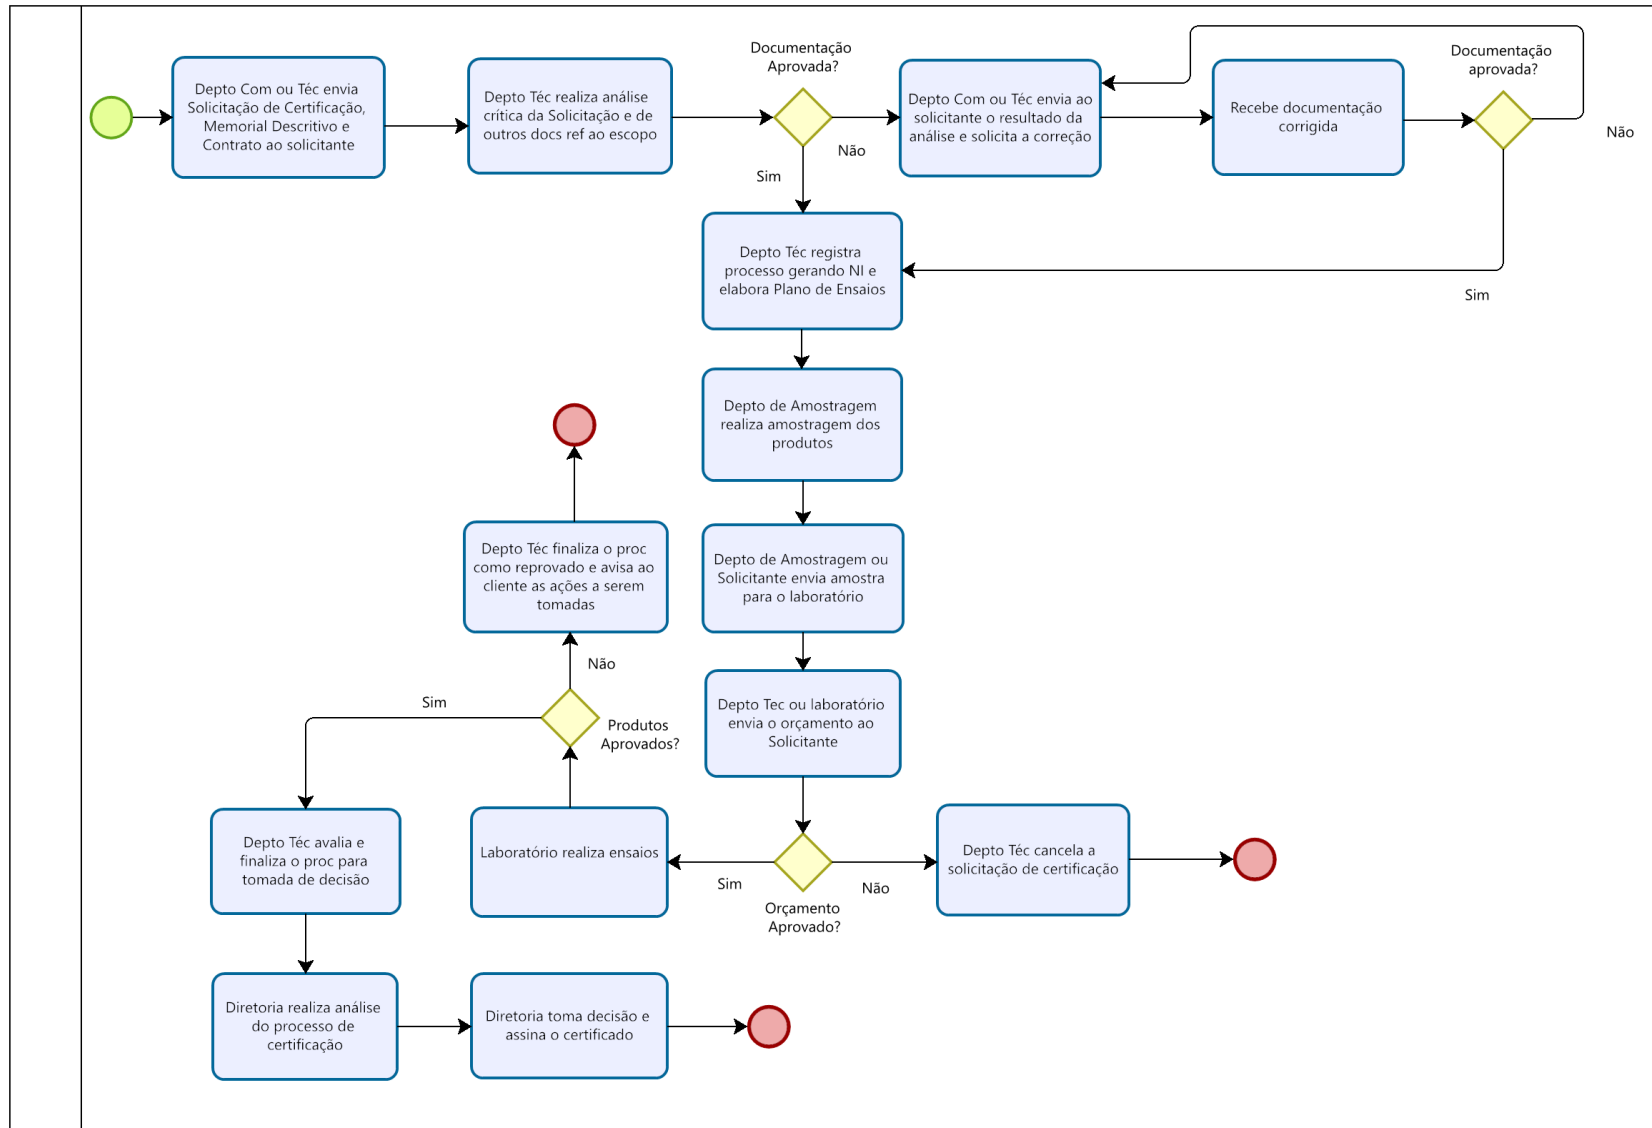 Depto Com ou Téc envia
Solicitação de Certificação,
Memorial Descritivo e
Contrato ao solicitante
Depto Téc realiza análise
crítica da Solicitação e de
outros docs ref ao escopo
Documentação
Aprovada?
Não
Sim
Depto Com ou Téc envia ao
solicitante o resultado da
análise e solicita a correção
Recebe documentação
corrigida
Documentação
aprovada?
Não
Sim
Depto Téc registra
processo gerando NI e
elabora Plano de Ensaios
Depto de Amostragem
realiza amostragem dos
produtos
Depto de Amostragem ou
Solicitante envia amostra
para o laboratório
Depto Tec ou laboratório
envia o orçamento ao
Solicitante
Orçamento
Aprovado?
Sim
Não
Depto Téc cancela a
solicitação de certificação
Laboratório realiza ensaios
Produtos
Aprovados?
Não
Sim
Depto Téc finaliza o proc
como reprovado e avisa ao
cliente as ações a serem
tomadas
Depto Téc avalia e
finaliza o proc para
tomada de decisão
Diretoria realiza análise
do processo de
certificação
Diretoria toma decisão e
assina o certificado